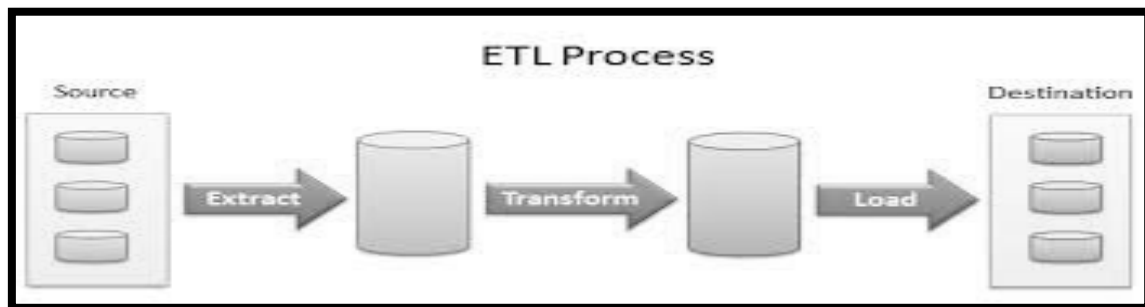 ETL Process
Source
Destination
Extract
Transform
Load